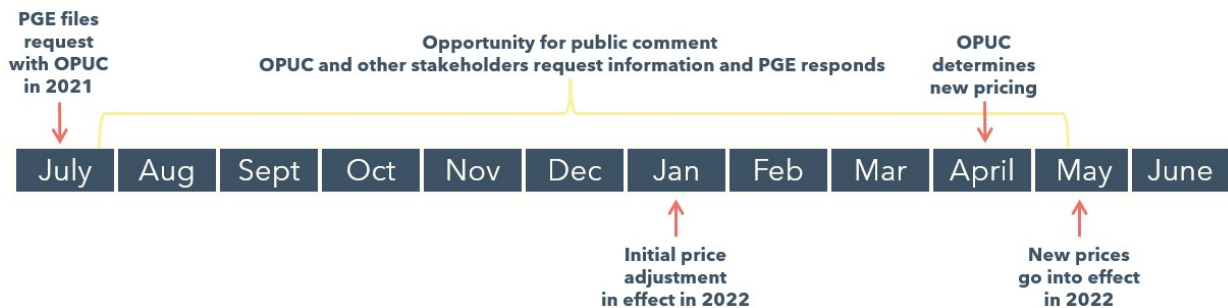 PGE files
request
with OPUC
in 2021
Opportunity for public comment
OPUC and other stakeholders request information and PGE responds
OPUC
determines
new pricing
July
Aug
Sept
Oct
Nov
Dec
Jan
Feb
Mar
April
May
June
Initial price
adjustment
in effect in 2022
New prices
go into effect
in 2022